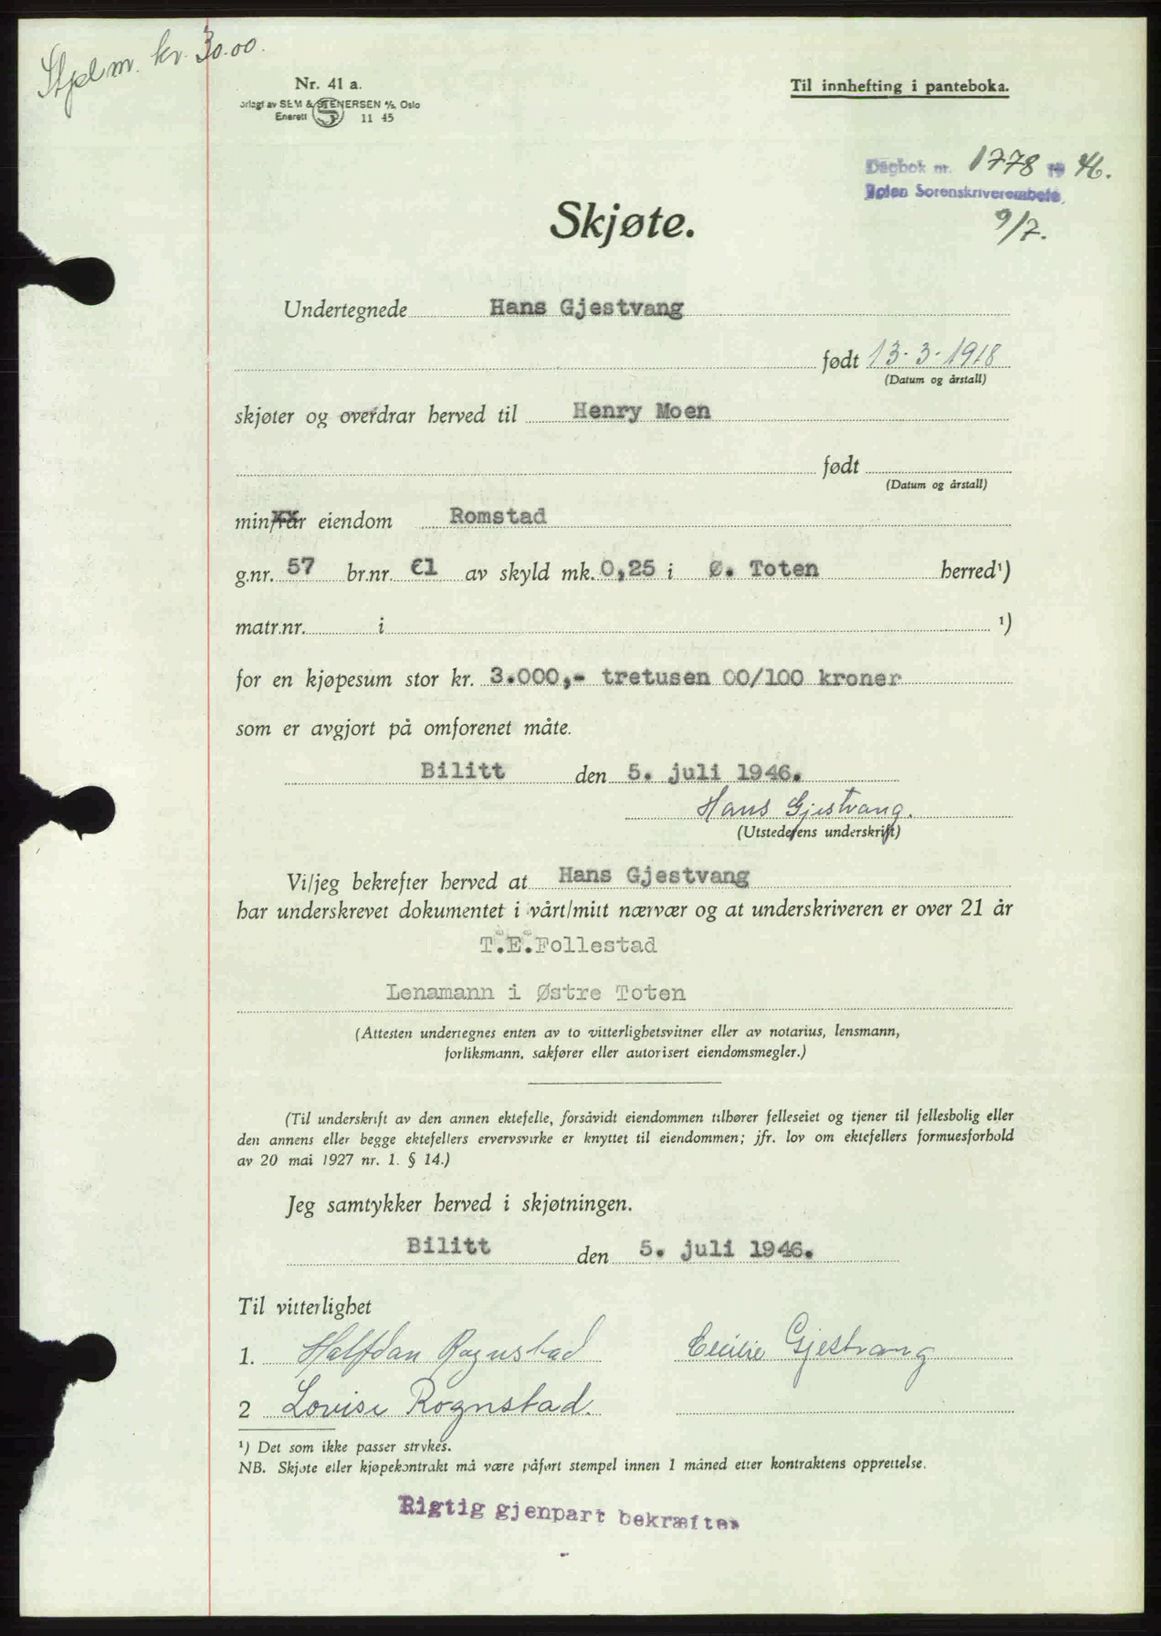 Stpl.m. kr. 30.00.
Nr. 41 a.
orlagt av SEM & STENERSEN A/S, Oslo
Enerett S 11 45
Til innhefting i panteboka.
Dagbok nr. 1778 19 46.
Toten Sorenskriverembete,
9/7.
Skjøte.
Undertegnede Hans Gjestvang
født 13-3-1918
(Datum og årstall)
skjøter og overdrar herved til Henry Moen
født
(Datum og årstall)
min/vår eiendom Romstad
g.nr. 57 br.nr. 61 av skyld mk. 0,25 i Ø. Toten herred¹)
matr.nr. i ¹)
for en kjøpesum stor kr. 3.000,- tretusen 00/100 kroner
som er avgjort på omforenet måte.
Bilitt den 5. juli 1946.
Hans Gjestvang.
(Utstederens underskrift)
Vi/jeg bekrefter herved at Hans Gjestvang
har underskrevet dokumentet i vårt/mitt nærvær og at underskriveren er over 21 år
T.E.Follestad
Lensmann i Østre Toten
(Attesten undertegnes enten av to vitterlighetsvitner eller av notarius, lensmann,
forliksmann, sakfører eller autorisert eiendomsmegler.)
(Til underskrift av den annen ektefelle, forsåvidt eiendommen tilhører felleseiet og tjener til fellesbolig eller
den annens eller begge ektefellers ervervsvirke er knyttet til eiendommen; jfr. lov om ektefellers formuesforhold
av 20 mai 1927 nr. 1. § 14.)
Jeg samtykker herved i skjøtningen.
Bilitt den 5. juli 1946.
Til vitterlighet
1. Halfdan Rognstad Cecilie Gjestvang
2 Lovise Rognstad.
¹) Det som ikke passer strykes.
NB. Skjøte eller kjøpekontrakt må være påført stempel innen 1 måned etter kontraktens opprettelse.
Rigtig gjenpart bekræftes